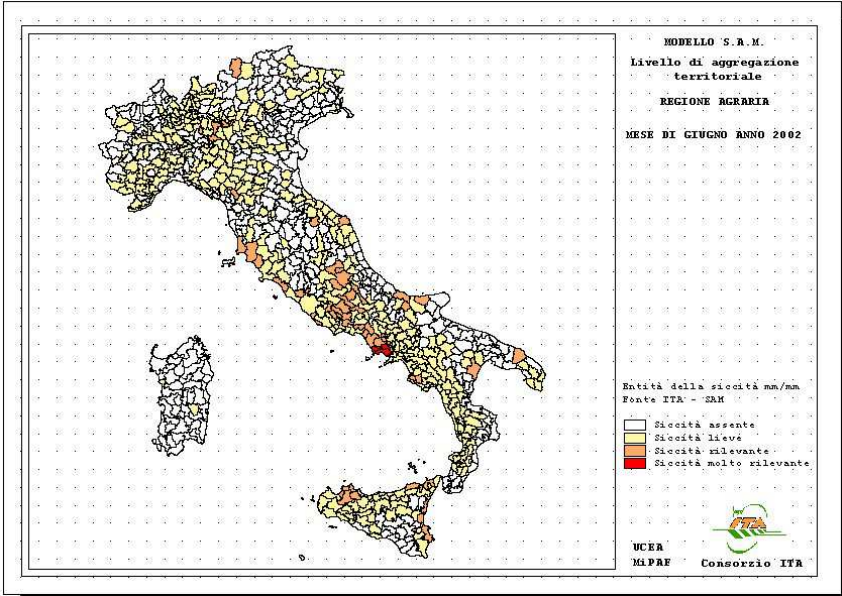 MODELLO S.A.M.
Livello di aggregazione
territoriale
REGIONE AGRARIA
MESE DI GIUGNO ANNO 2002
Entità della siccità mm/mm
Fonte ITA - SAM
Siccità assente
Siccità lieve
Siccità rilevante
Siccità molto rilevante
ITA
UCEA
MiPAF
Consorzio ITA